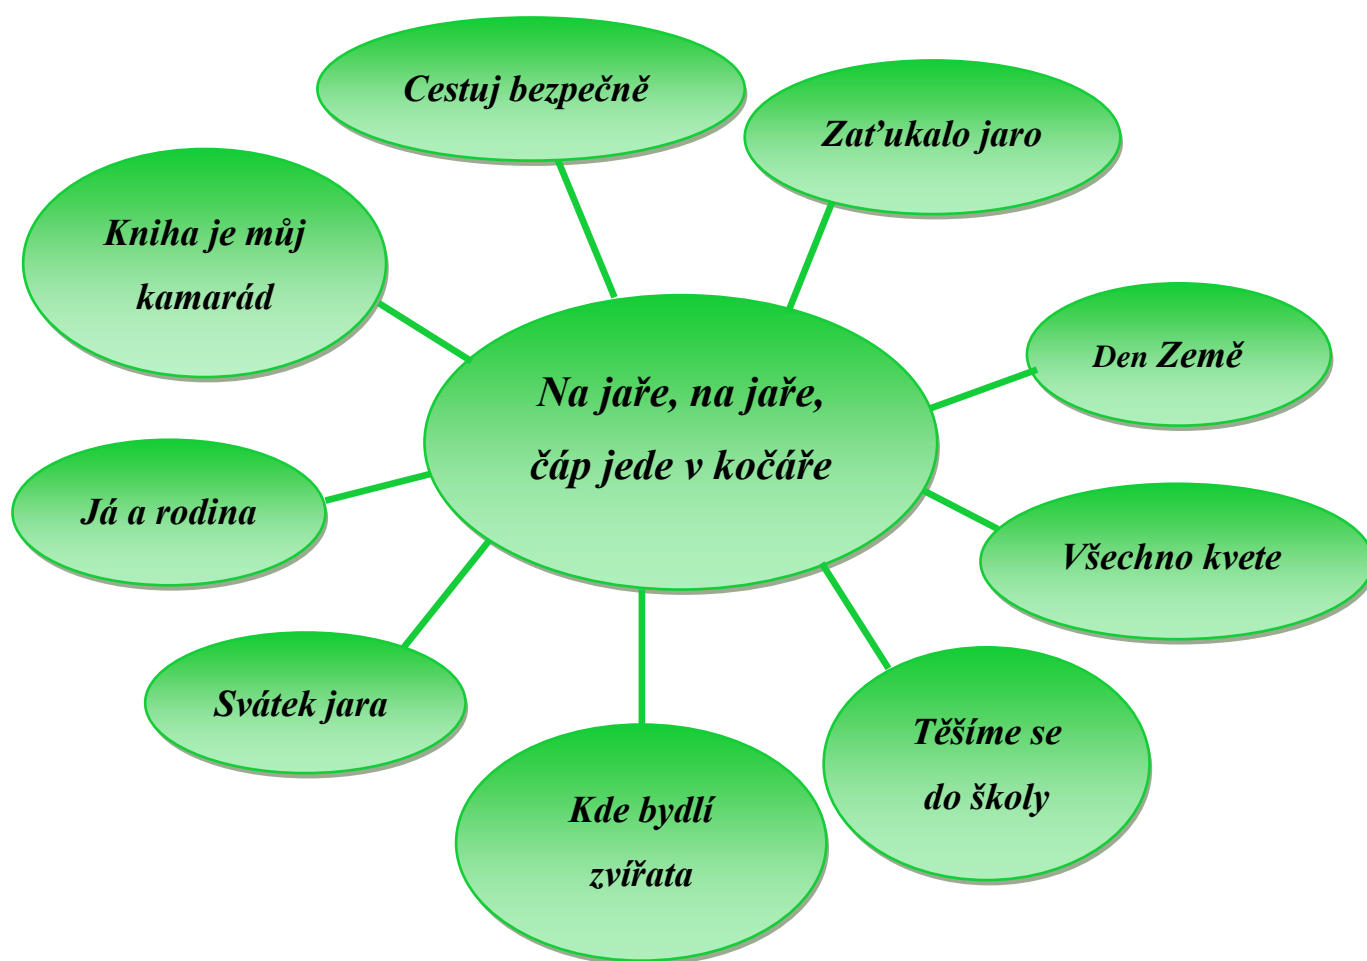 Cestuj bezpečně
Zaťukalo jaro
Kniha je můj
kamarád
Den Země
Na jaře, na jaře,
čáp jede v kočáře
Já a rodina
Všechno kvete
Svátek jara
Těšíme se
do školy
Kde bydlí
zvířata